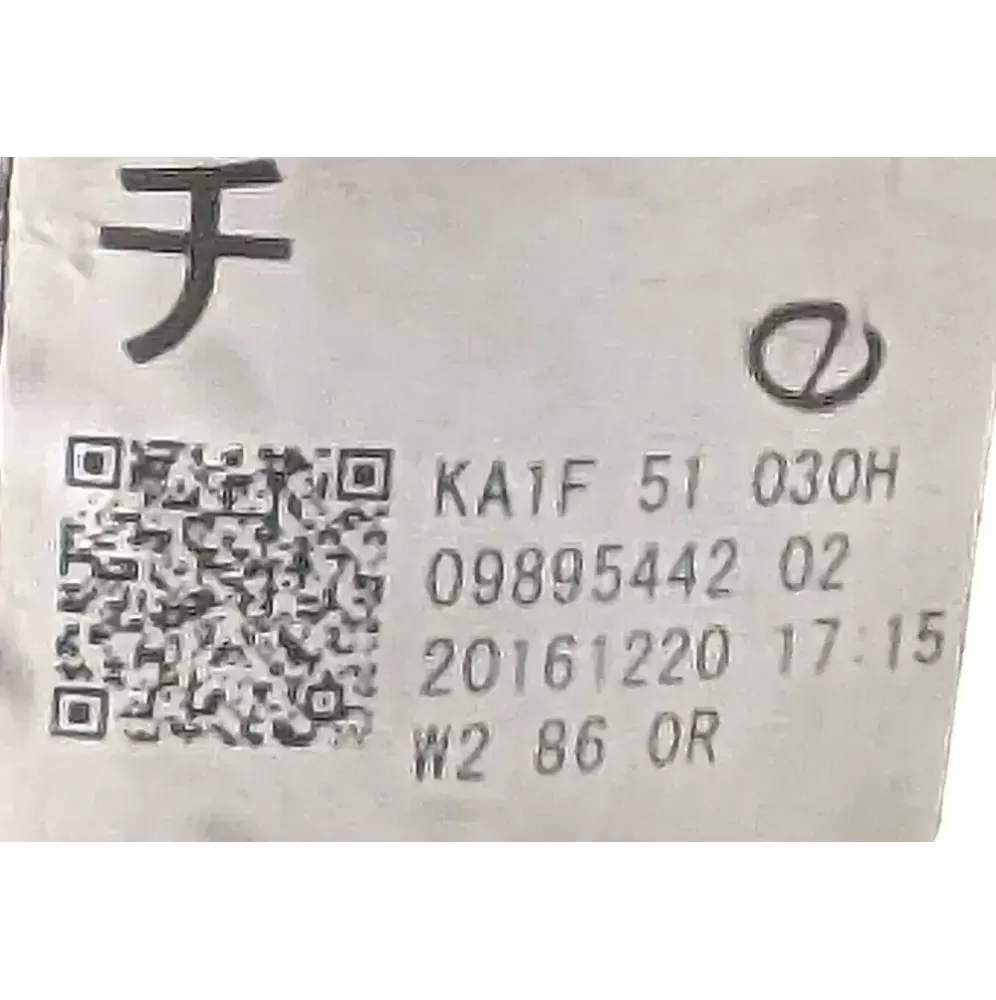 チ
KA1F 51 030H
09895442 02
20161220 17:15
W2 86 0R